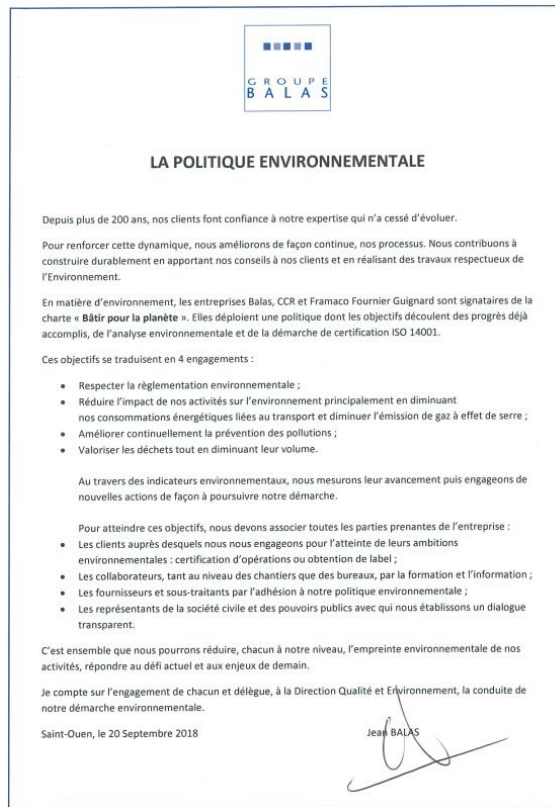 GROUPE
BALAS
LA POLITIQUE ENVIRONNEMENTALE
Depuis plus de 200 ans, nos clients font confiance à notre expertise qui n'a cessé d'évoluer.
Pour renforcer cette dynamique, nous améliorons de façon continue, nos processus. Nous contribuons à
construire durablement en apportant nos conseils à nos clients et en réalisant des travaux respectueux de
l'Environnement.
En matière d'environnement, les entreprises Balas, CCR et Framaco Fournier Guignard sont signataires de la
charte « Bâtir pour la planète ». Elles déploient une politique dont les objectifs découlent des progrès déjà
accomplis, de l'analyse environnementale et de la démarche de certification ISO 14001.
Ces objectifs se traduisent en 4 engagements :
• Respecter la règlementation environnementale ;
• Réduire l'impact de nos activités sur l'environnement principalement en diminuant
nos consommations énergétiques liées au transport et diminuer l'émission de gaz à effet de serre ;
• Améliorer continuellement la prévention des pollutions ;
• Valoriser les déchets tout en diminuant leur volume.
Au travers des indicateurs environnementaux, nous mesurons leur avancement puis engageons de
nouvelles actions de façon à poursuivre notre démarche.
Pour atteindre ces objectifs, nous devons associer toutes les parties prenantes de l'entreprise :
• Les clients auprès desquels nous nous engageons pour l'atteinte de leurs ambitions
environnementales : certification d'opérations ou obtention de label ;
• Les collaborateurs, tant au niveau des chantiers que des bureaux, par la formation et l'information ;
• Les fournisseurs et sous-traitants par l'adhésion à notre politique environnementale ;
• Les représentants de la société civile et des pouvoirs publics avec qui nous établissons un dialogue
transparent.
C'est ensemble que nous pourrons réduire, chacun à notre niveau, l'empreinte environnementale de nos
activités, répondre au défi actuel et aux enjeux de demain.
Je compte sur l'engagement de chacun et délègue, à la Direction Qualité et Environnement, la conduite de
notre démarche environnementale.
Saint-Ouen, le 20 Septembre 2018 Jean BALAS